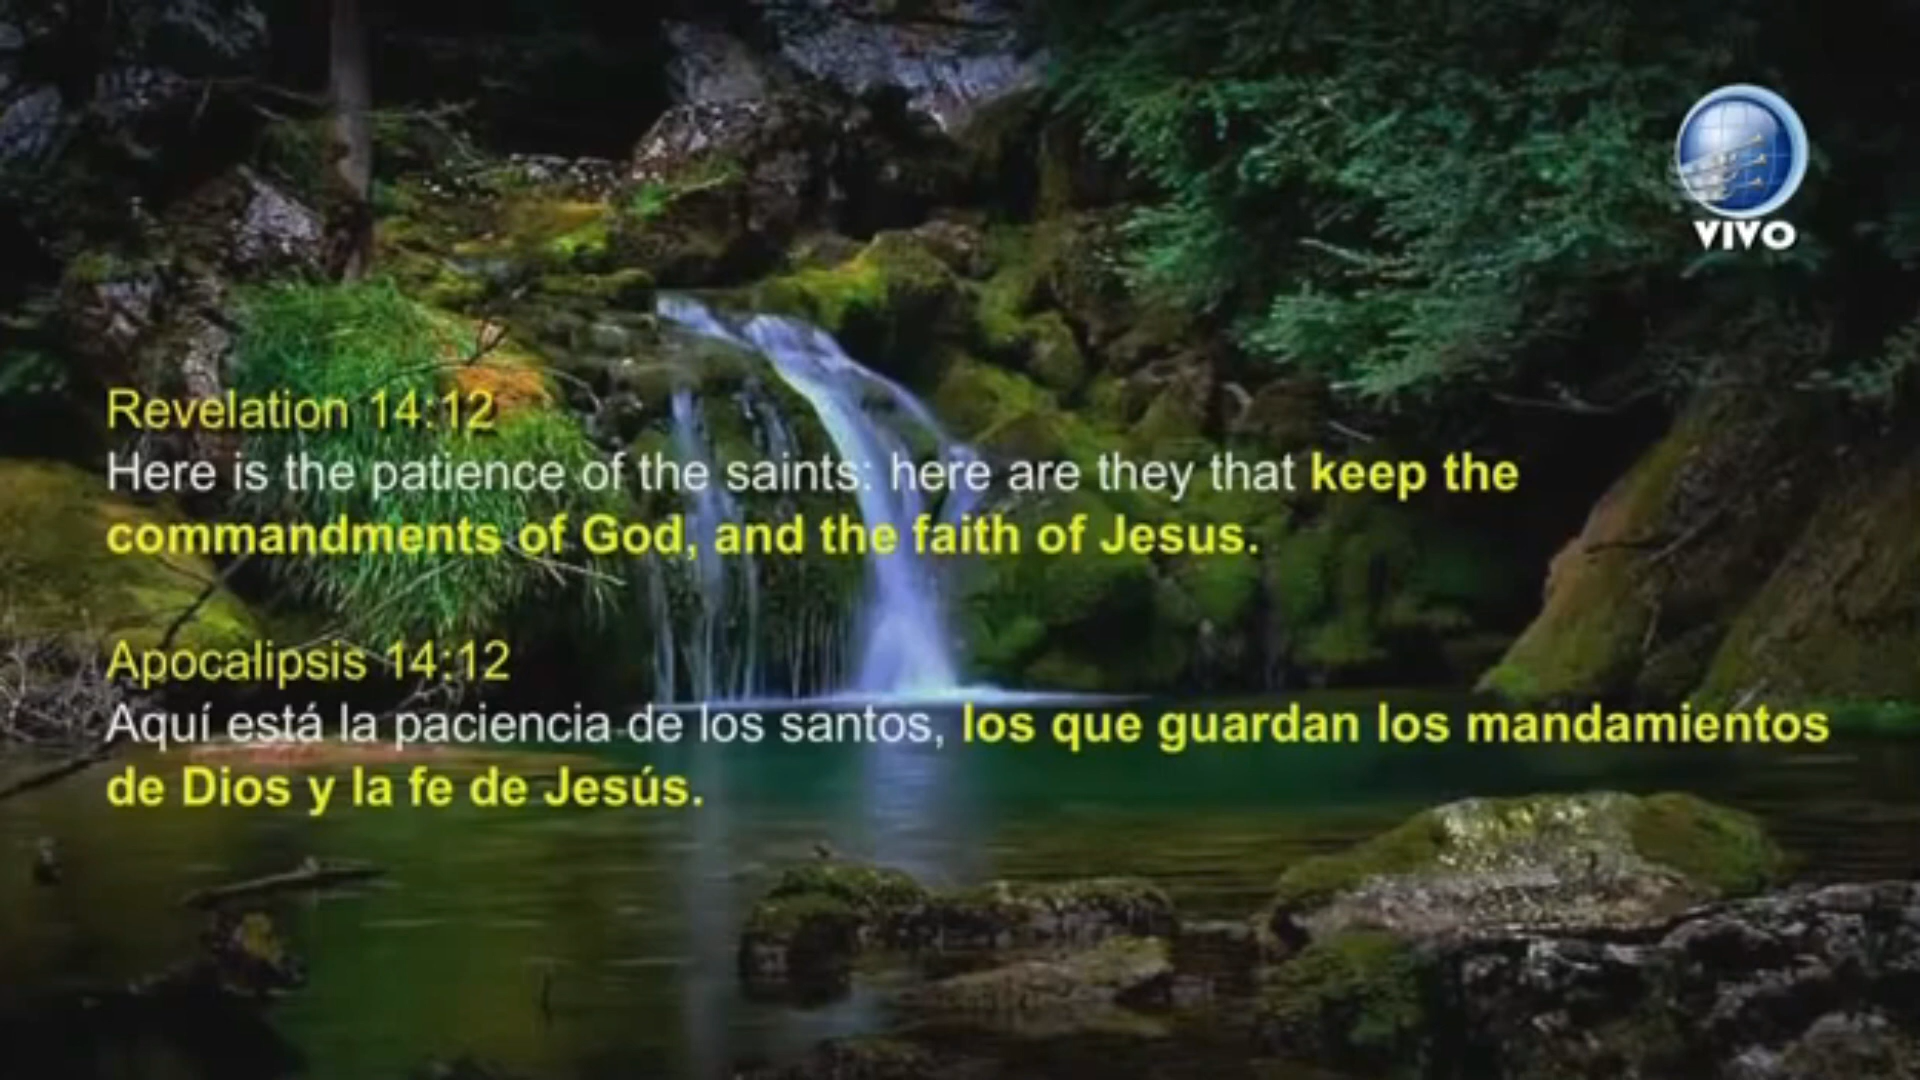 VIVO
Revelation 14:12
Here is the patience of the saints: here are they that keep the
commandments of God, and the faith of Jesus.
Apocalipsis 14:12
Aquí está la paciencia de los santos, los que guardan los mandamientos
de Dios y la fe de Jesús.